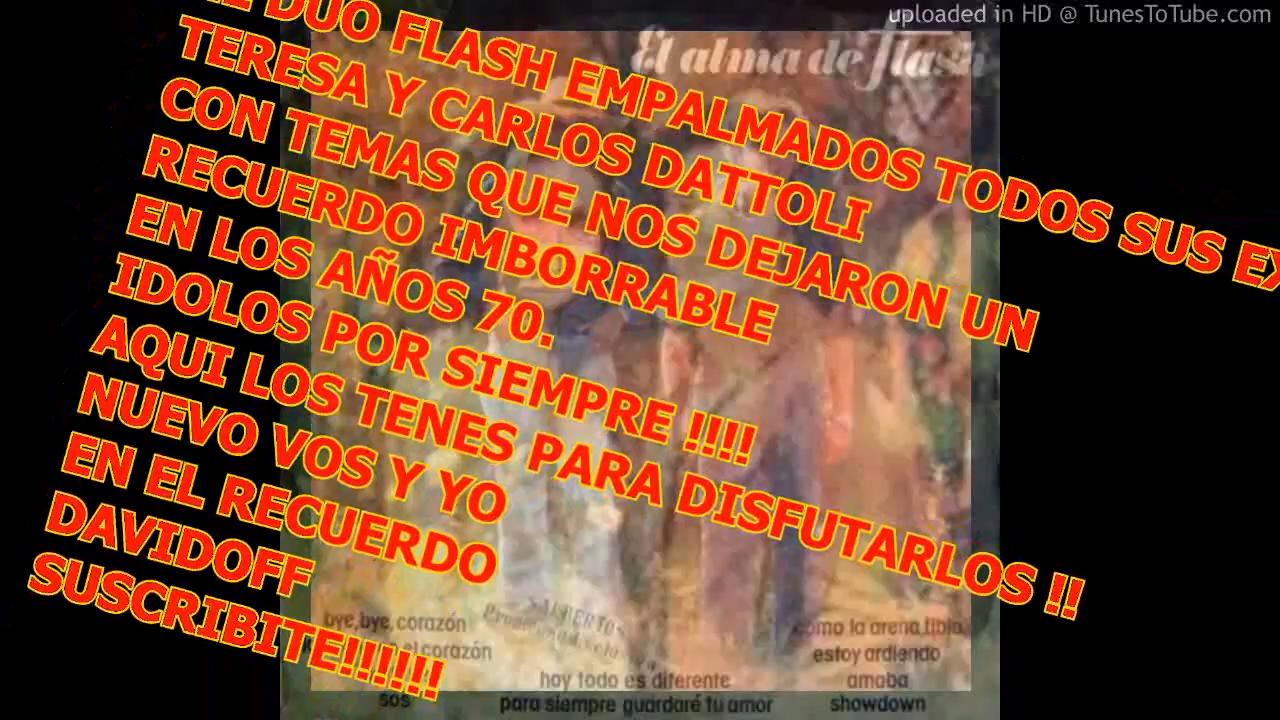 uploaded in HD @ TunesToTube.com
El alma de flash
DUO FLASH EMPALMADOS TODOS SUS
TERESA Y CARLOS DATTOLI
CON TEMAS QUE NOS DEJARON UN
RECUERDO IMBORRABLE
EN LOS AÑOS 70.
IDOLOS POR SIEMPRE !!!!
AQUI LOS TENES PARA DISFUTARLOS !!
NUEVO VOS Y YO
EN EL RECUERDO
DAVIDOFF
SUSCRIBITE!!!!!!
bye, bye, corazón
el corazón
sos
hoy todo es diferente
para siempre guardaré tu amor
como la arena tibia
estoy ardiendo
amaba
showdown